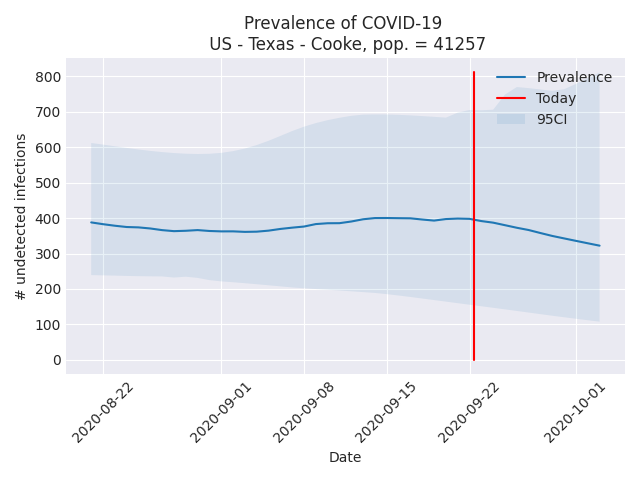 Prevalence of COVID-19
US - Texas - Cooke, pop. = 41257
# undetected infections
800
700
600
500
400
300
200
100
0
Prevalence
Today
95CI
2020-08-22
2020-09-01
2020-09-08
2020-09-15
2020-09-22
2020-10-01
Date